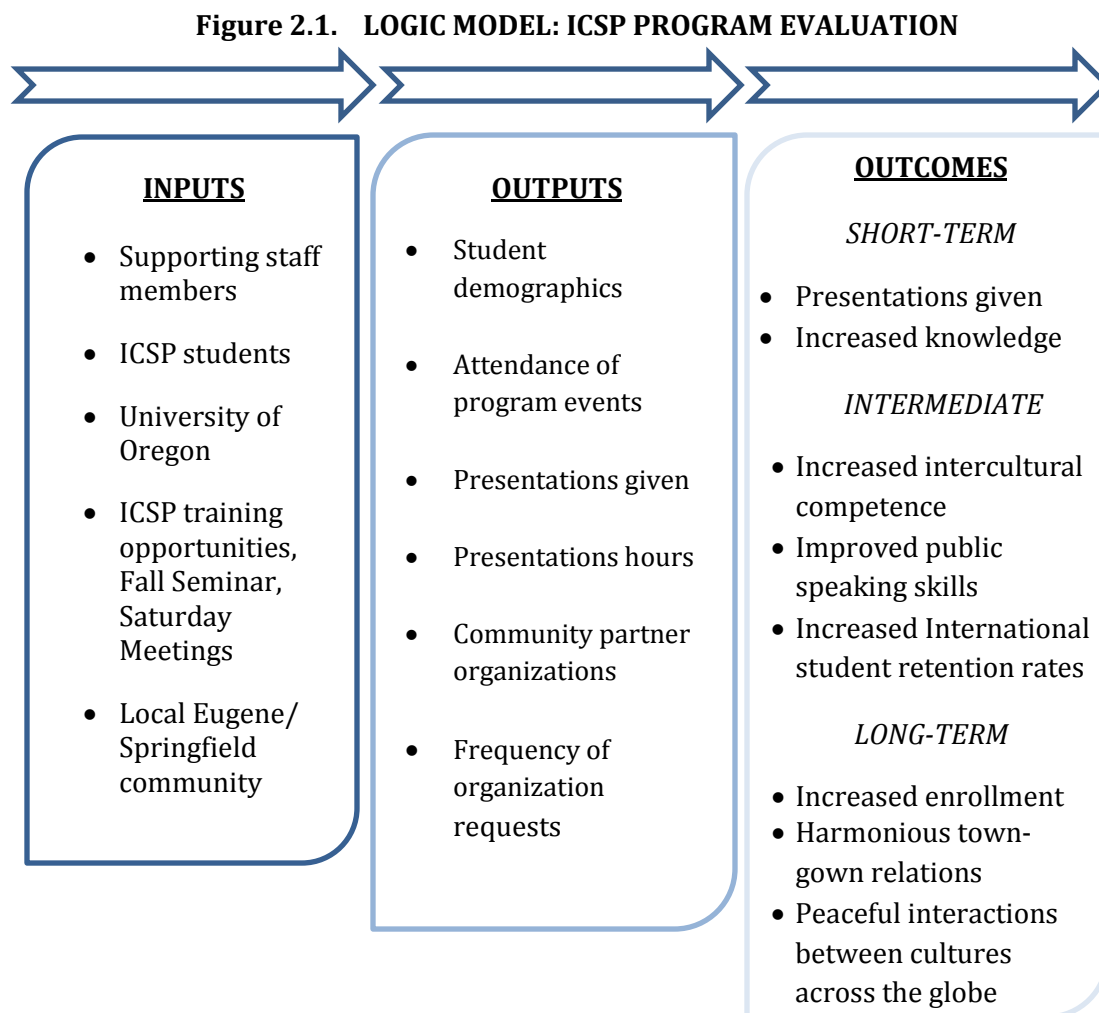 Figure 2.1. LOGIC MODEL: ICSP PROGRAM EVALUATION
INPUTS
• Supporting staff
members
• ICSP students
• University of
Oregon
• ICSP training
opportunities,
Fall Seminar,
Saturday
Meetings
• Local Eugene/
Springfield
community
OUTPUTS
• Student
demographics
• Attendance of
program events
• Presentations given
• Presentations hours
• Community partner
organizations
• Frequency of
organization
requests
OUTCOMES
SHORT-TERM
• Presentations given
• Increased knowledge
INTERMEDIATE
• Increased intercultural
competence
• Improved public
speaking skills
• Increased International
student retention rates
LONG-TERM
• Increased enrollment
• Harmonious town-
gown relations
• Peaceful interactions
between cultures
across the globe